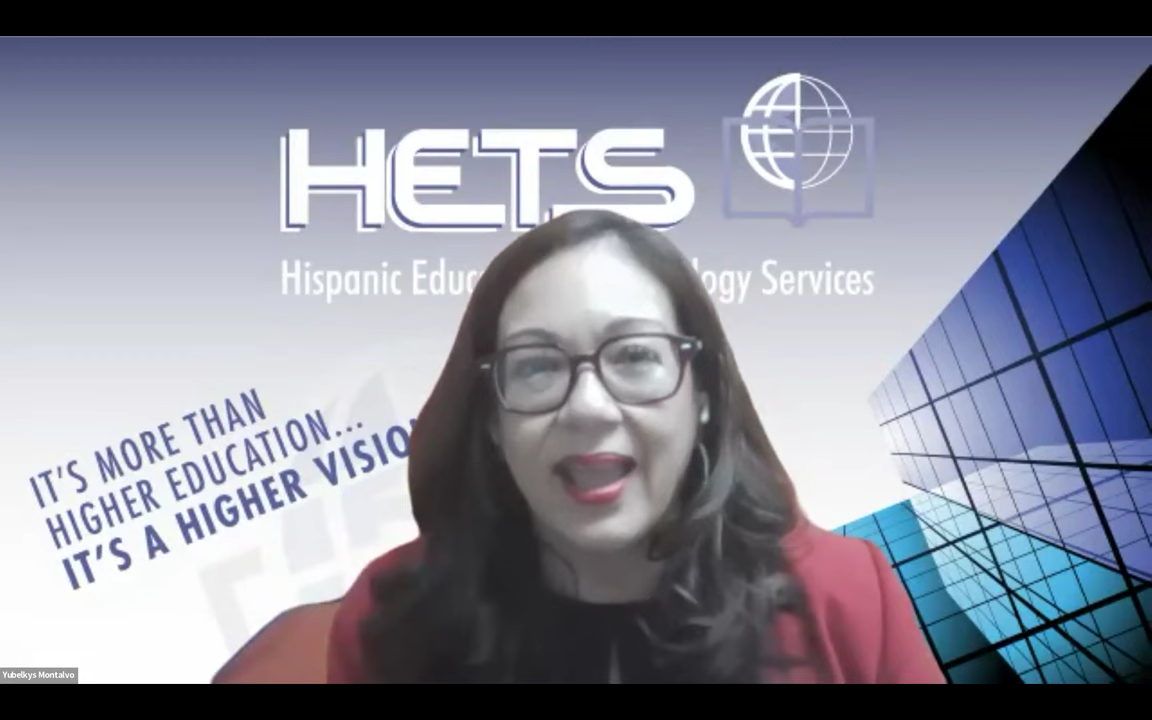 HETS
Hispanic Educ logy Services
IT'S MORE THAN
HIGHER EDUCATION...
IT'S A HIGHER VISIO
Yubelkys Montalvo